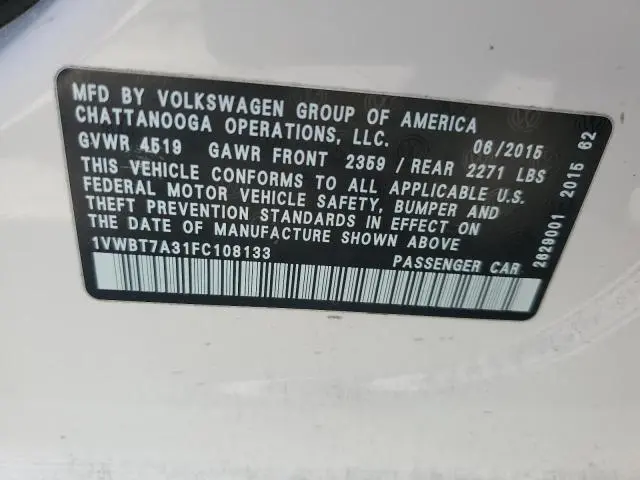 MFD BY VOLKSWAGEN GROUP OF AMERICA
CHATTANOOGA OPERATIONS, LLC. 06/2015
GVWR 4519 GAWR FRONT 2359 / REAR 2271 LBS
THIS VEHICLE CONFORMS TO ALL APPLICABLE U.S.
FEDERAL MOTOR VEHICLE SAFETY, BUMPER AND
THEFT PREVENTION STANDARDS IN EFFECT ON
THE DATE OF MANUFACTURE SHOWN ABOVE
1VWBT7A31FC108133 PASSENGER CAR
2629001 2015 62